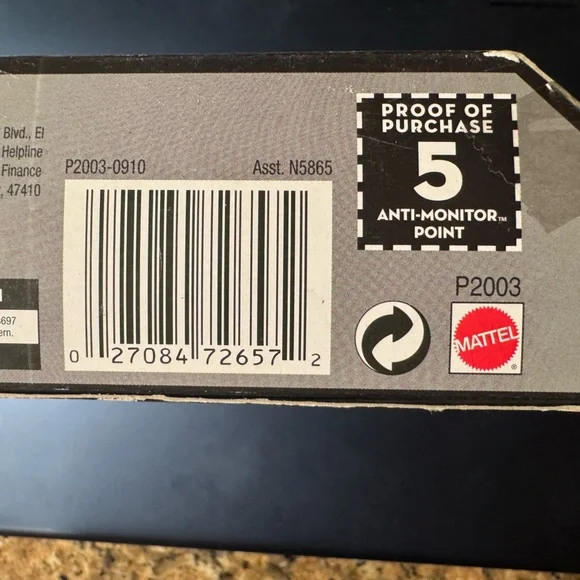 Blvd., El
Helpline
Finance
, 47410
P2003-0910
Asst. N5865
0 27084 72657 2
PROOF OF
PURCHASE
5
ANTI-MONITOR™
POINT
P2003
MATTEL®
697
ern.